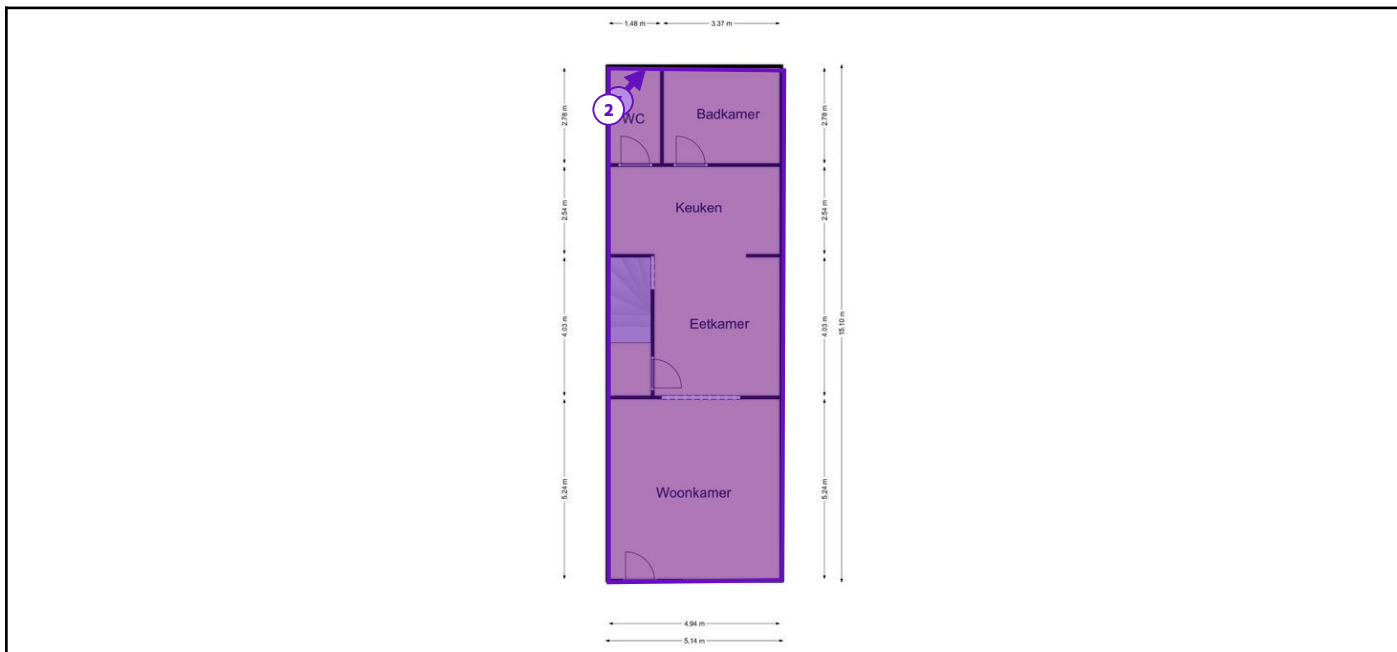 1.48 m
3.37 m
2
WC
Badkamer
2.78 m
2.78 m
Keuken
2.54 m
2.54 m
Eetkamer
4.03 m
4.03 m
15.10 m
Woonkamer
5.24 m
5.24 m
4.94 m
5.14 m